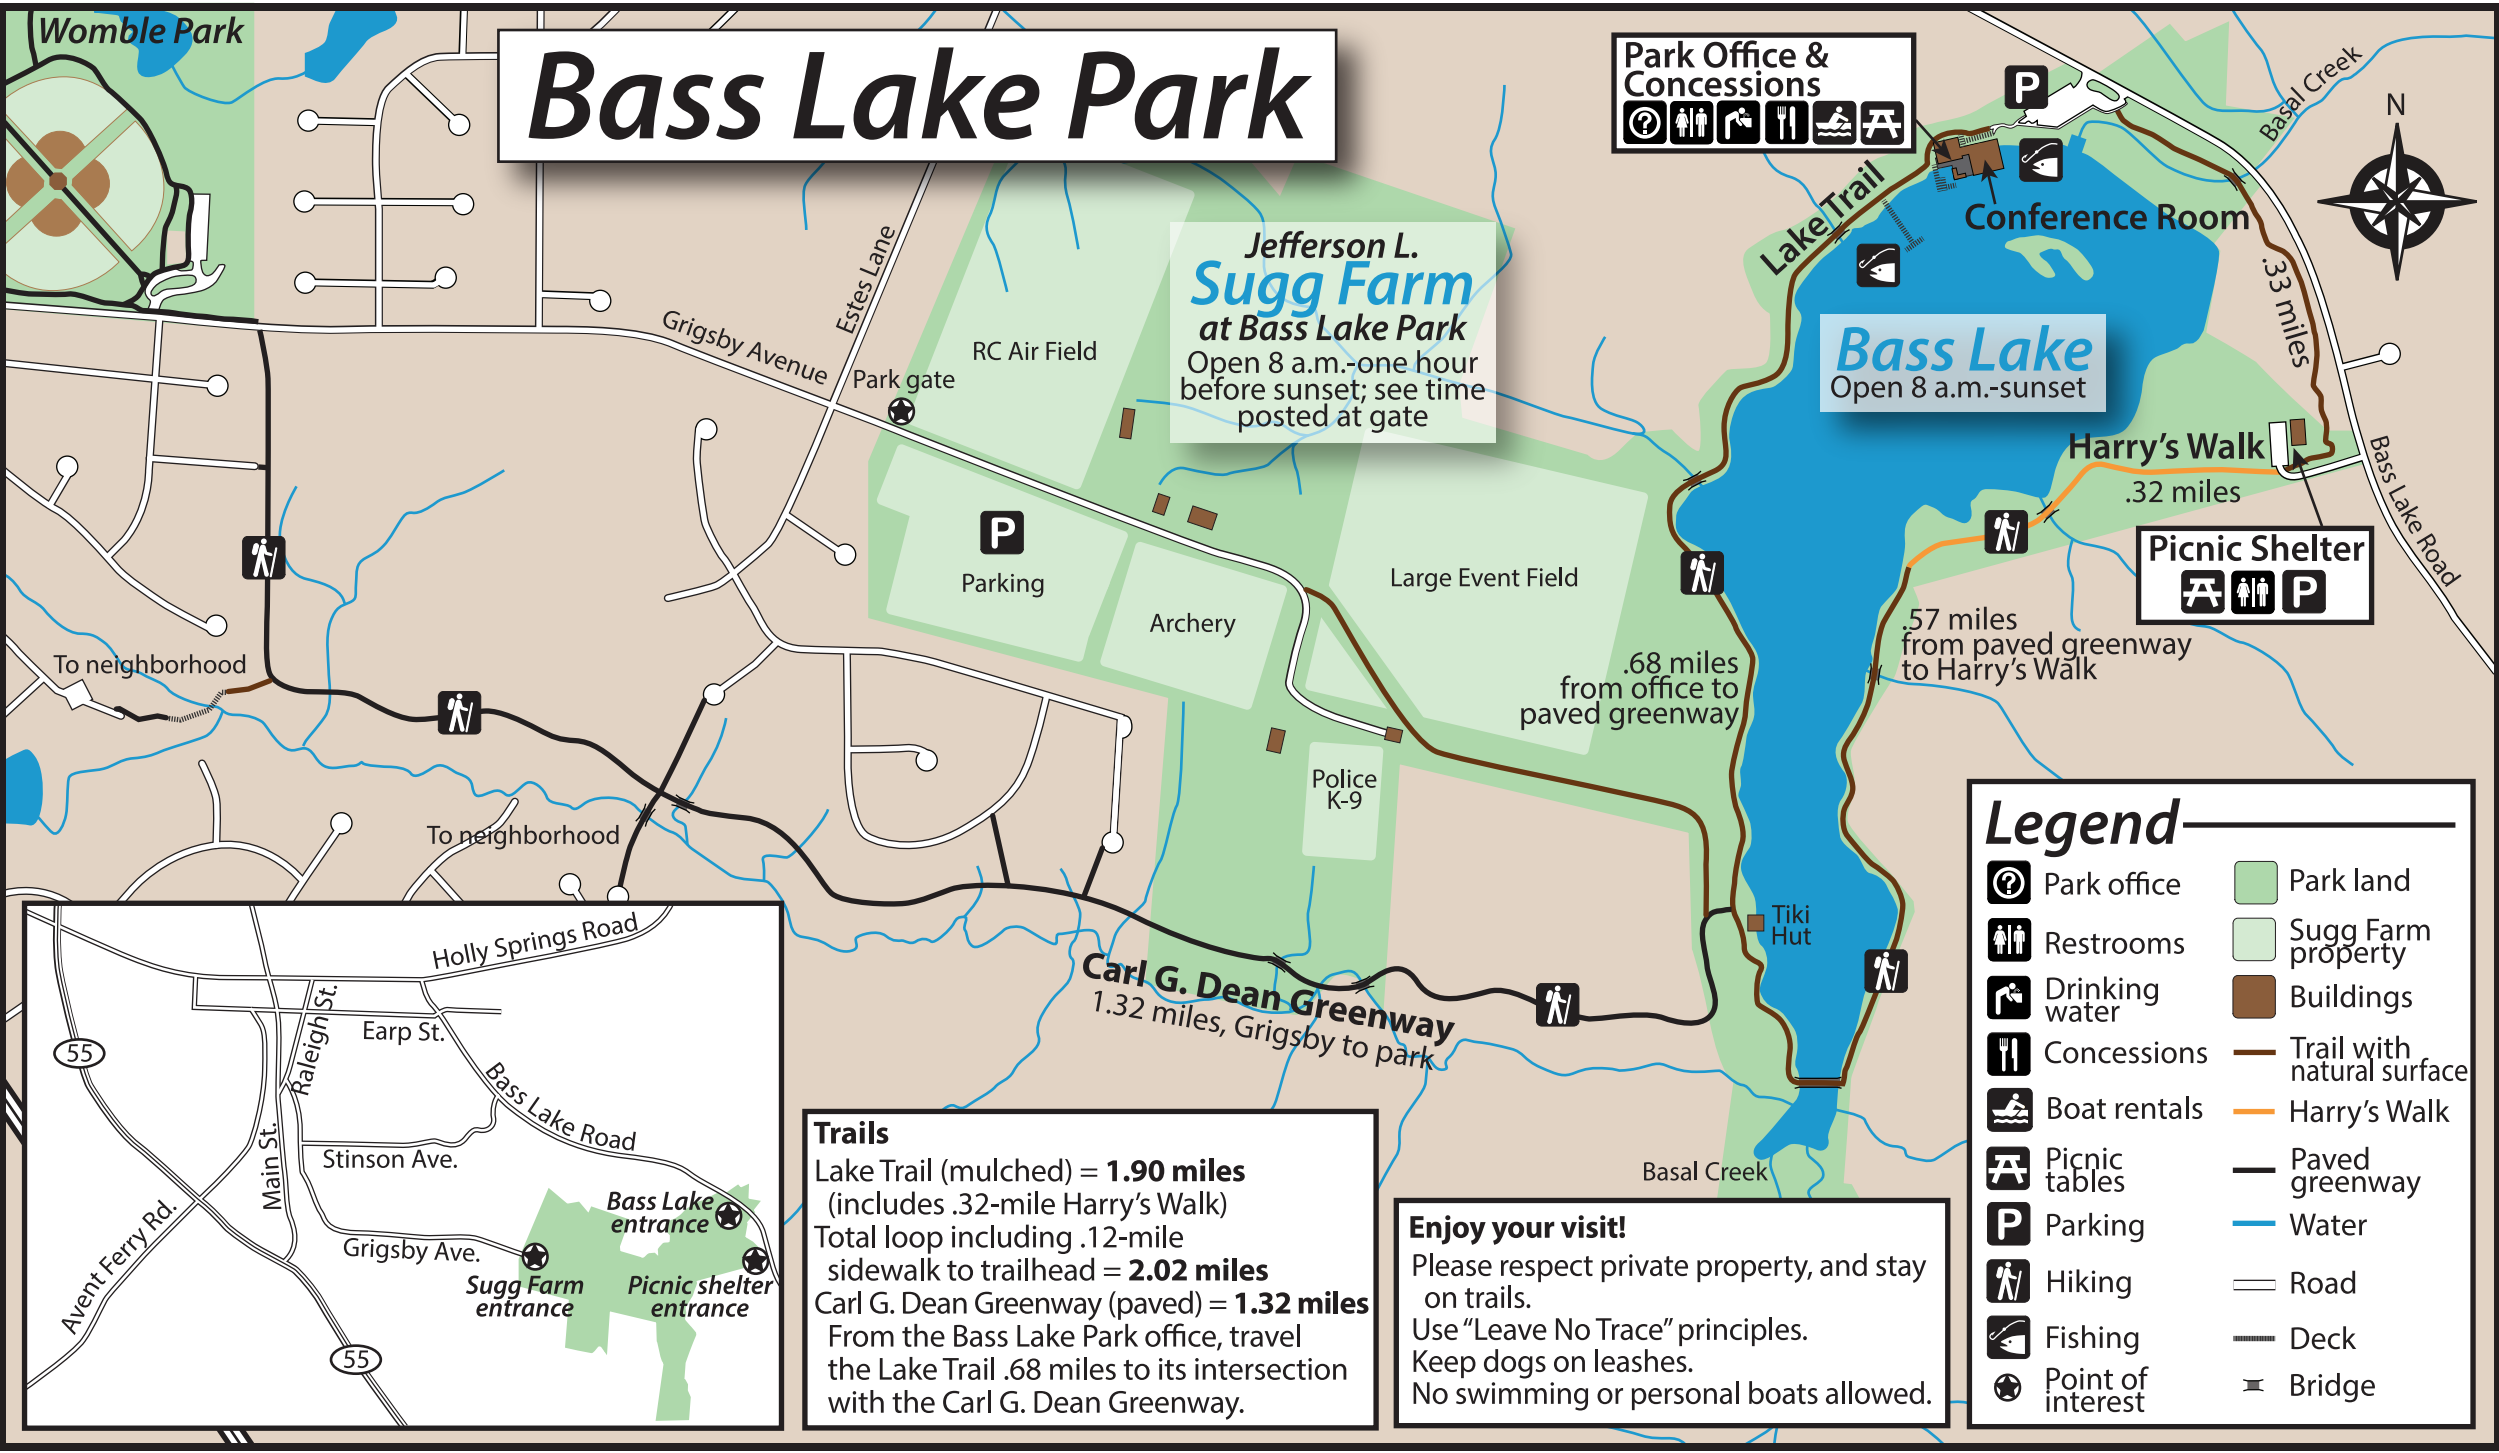 Womble Park
Bass Lake Park
Park Office &
Concessions
P
Basal Creek
N
Lake Trail
Conference Room
.33 miles
Jefferson L.
Sugg Farm
at Bass Lake Park
Open 8 a.m.-one hour
before sunset; see time
posted at gate
Bass Lake
Open 8 a.m.-sunset
Estes Lane
Grigsby Avenue
Park gate
RC Air Field
Harry's Walk
.32 miles
Bass Lake Road
Picnic Shelter
P
P
Parking
Archery
Large Event Field
.57 miles
from paved greenway
to Harry's Walk
.68 miles
from office to
paved greenway
To neighborhood
To neighborhood
Police
K-9
Tiki
Hut
Carl G. Dean Greenway
1.32 miles, Grigsby to park
Basal Creek
Holly Springs Road
Raleigh St.
Earp St.
55
Bass Lake Road
Main St.
Stinson Ave.
Avent Ferry Rd.
Grigsby Ave.
Bass Lake
entrance
Sugg Farm
entrance
Picnic shelter
entrance
55
Trails
Lake Trail (mulched) = 1.90 miles
(includes .32-mile Harry's Walk)
Total loop including .12-mile
sidewalk to trailhead = 2.02 miles
Carl G. Dean Greenway (paved) = 1.32 miles
From the Bass Lake Park office, travel
the Lake Trail .68 miles to its intersection
with the Carl G. Dean Greenway.
Enjoy your visit!
Please respect private property, and stay
on trails.
Use "Leave No Trace" principles.
Keep dogs on leashes.
No swimming or personal boats allowed.
Legend
Park office
Restrooms
Drinking
water
Concessions
Boat rentals
Picnic
tables
P
Parking
Hiking
Fishing
Point of
interest
Park land
Sugg Farm
property
Buildings
Trail with
natural surface
Harry's Walk
Paved
greenway
Water
Road
Deck
Bridge